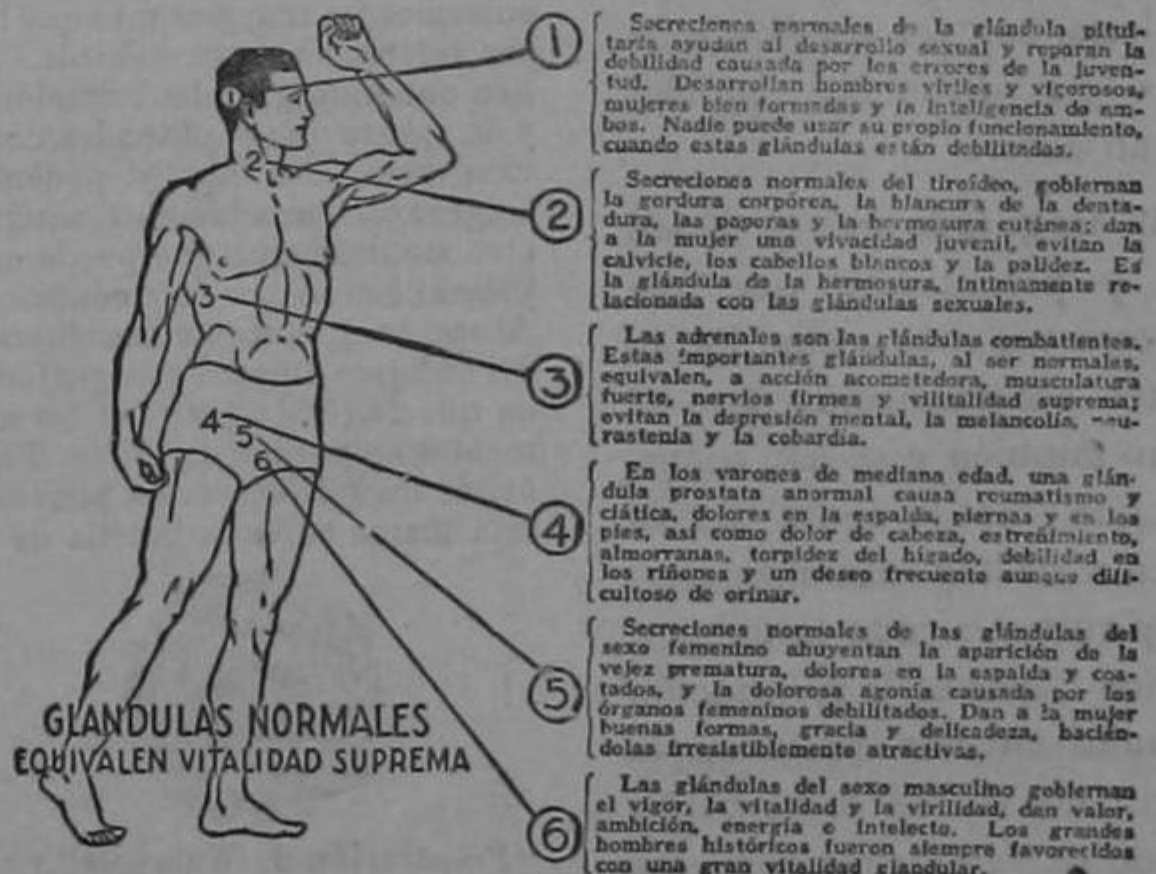 1
Secreciones normales de la glándula pitui-
taria ayudan al desarrollo sexual y reparan la
debilidad causada por los errores de la juven-
tud. Desarrollan hombres viriles y vigorosos,
mujeres bien formadas y la inteligencia de am-
bos. Nadie puede usar su propio funcionamiento,
cuando estas glándulas están debilitadas.
2
Secreciones normales del tiroídeo, gobiernan
la gordura corpórea, la blancura de la denta-
dura, las paperas y la hermosura cutánea; dan
a la mujer una vivacidad juvenil, evitan la
calvicie, los cabellos blancos y la palidez. Es
la glándula de la hermosura, íntimamente re-
lacionada con las glándulas sexuales.
3
Las adrenales son las glándulas combatientes.
Estas importantes glándulas, al ser normales,
equivalen, a acción acometedora, musculatura
fuerte, nervios firmes y vilitalidad suprema;
evitan la depresión mental, la melancolía, neu-
rastenia y la cobardía.
4
En los varones de mediana edad, una glán-
dula prostata anormal causa reumatismo y
ciática, dolores en la espalda, piernas y en los
pies, así como dolor de cabeza, estreñimiento,
almorranas, torpidez del hígado, debilidad en
los riñones y un deseo frecuente aunque difi-
cultoso de orinar.
5
Secreciones normales de las glándulas del
sexo femenino ahuyentan la aparición de la
vejez prematura, dolores en la espalda y cos-
tados, y la dolorosa agonía causada por los
órganos femeninos debilitados. Dan a la mujer
buenas formas, gracia y delicadeza, hacién-
dolas irresistiblemente atractivas.
6
Las glándulas del sexo masculino gobiernan
el vigor, la vitalidad y la virilidad, dan valor,
ambición, energía e intelecto. Los grandes
hombres históricos fueron siempre favorecidos
con una gran vitalidad glandular.
1
2
3
4
5
6
GLANDULAS NORMALES
EQUIVALEN VITALIDAD SUPREMA